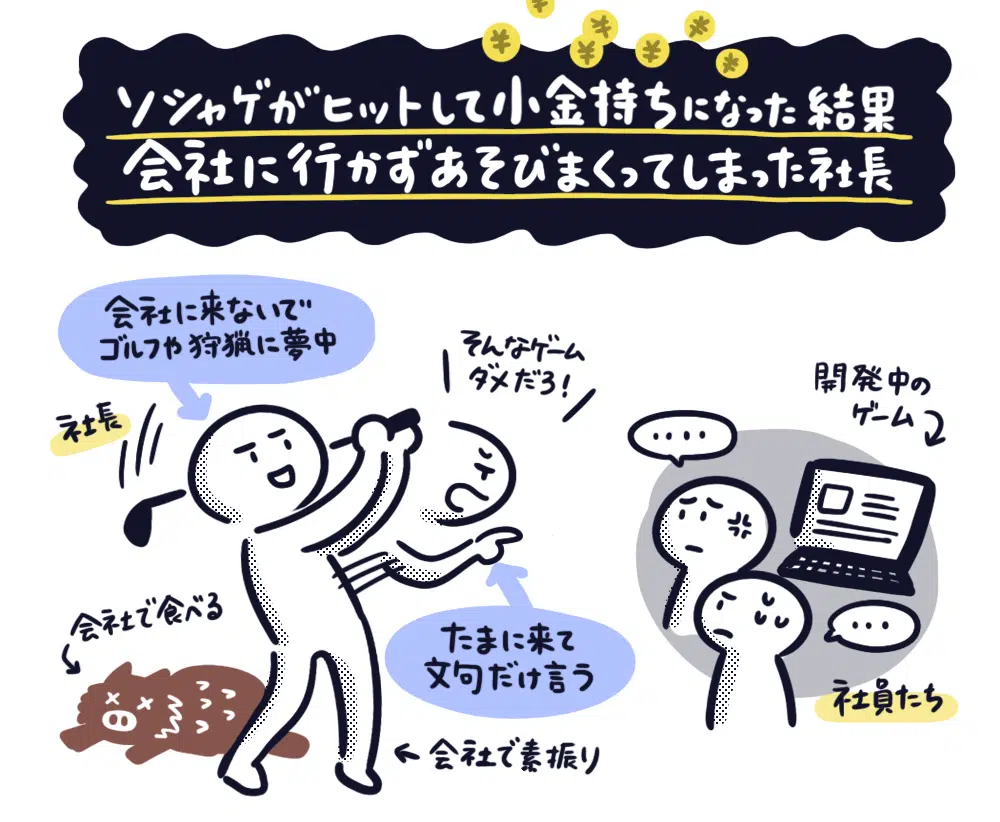 ソシャゲがヒットして小金持ちになった結果
会社に行かずあそびまくってしまった社長
会社に来ないで
ゴルフや狩猟に夢中
社長
そんなゲーム
ダメだろ!
開発中の
ゲーム
････
･･･
会社で食べる
たまに来て
文句だけ言う
社員たち
←会社で素振り